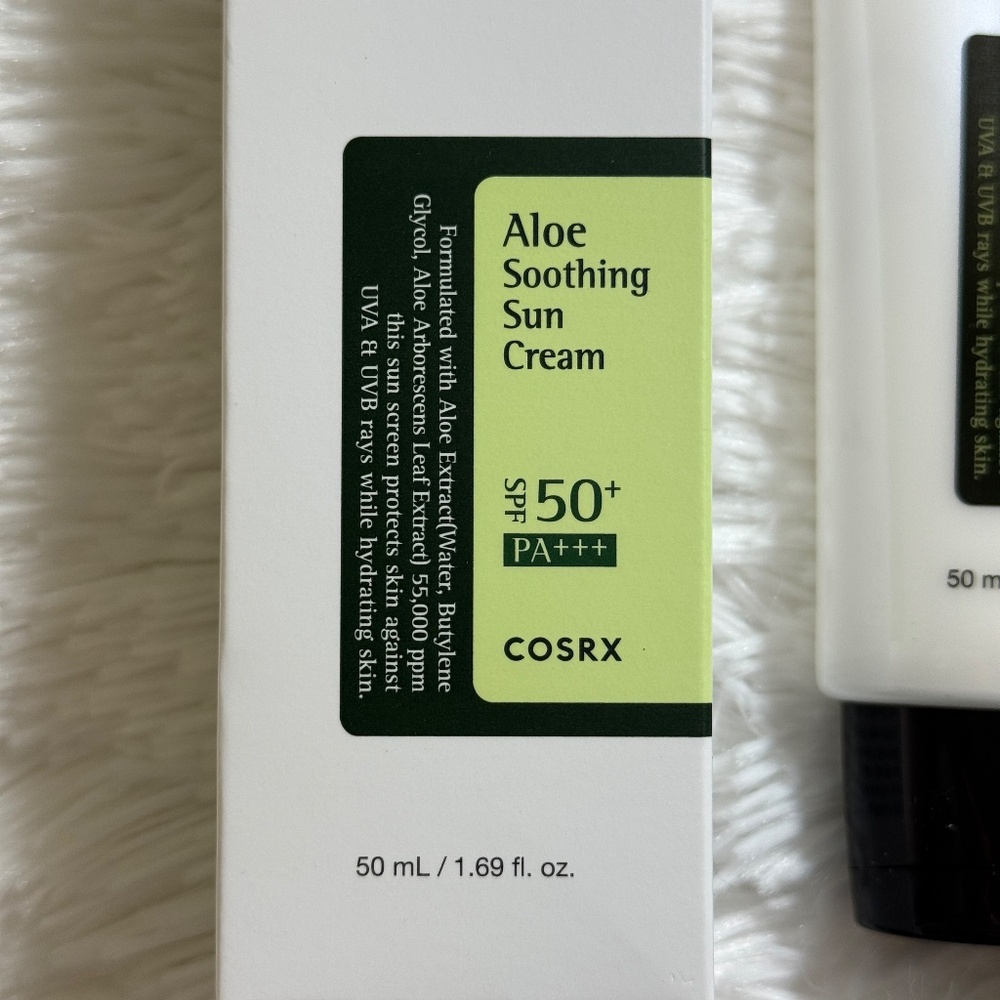 Aloe
Soothing
Sun
Cream
SPF 50+
PA+++
COSRX
Formulated with Aloe Extract(Water, Butylene
Glycol, Aloe Arborescens Leaf Extract) 55,000 ppm
this sun screen protects skin against
UVA & UVB rays while hydrating skin.
50 mL / 1.69 fl. oz.
UVA & UVB rays while hydrating skin.
50 m